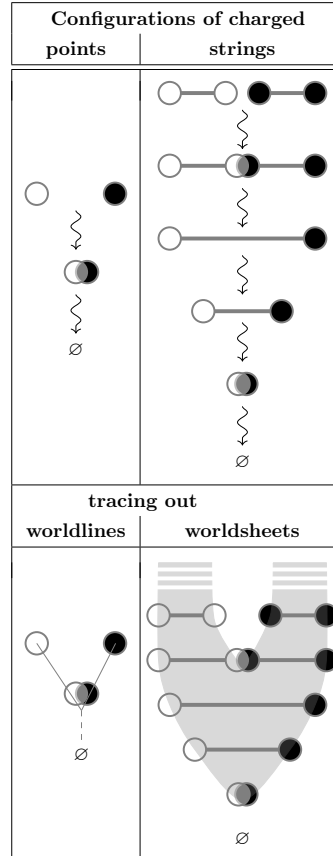 Configurations of charged
points strings
∅
∅
tracing out
worldlines worldsheets
∅
∅